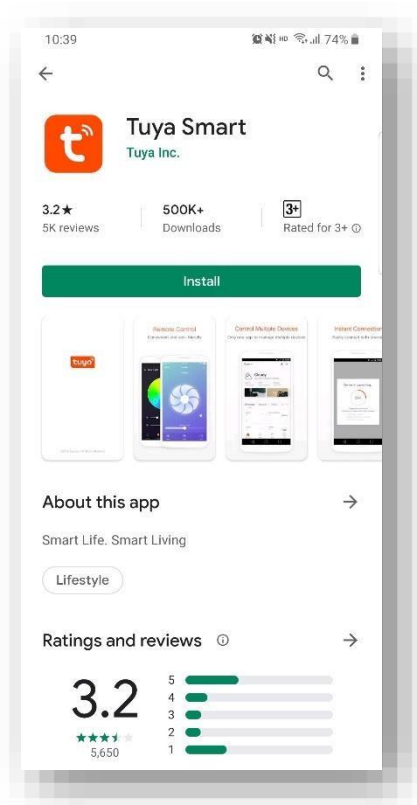 10:39 HD 74%
Tuya Smart
Tuya Inc.
3.2★ 500K+ 3+
5K reviews Downloads Rated for 3+
Install
tuya
Remote Control
Control Multiple Devices
Instant Connection
About this app
Smart Life. Smart Living
Lifestyle
Ratings and reviews
3.2
5
4
3
2
1
5,650